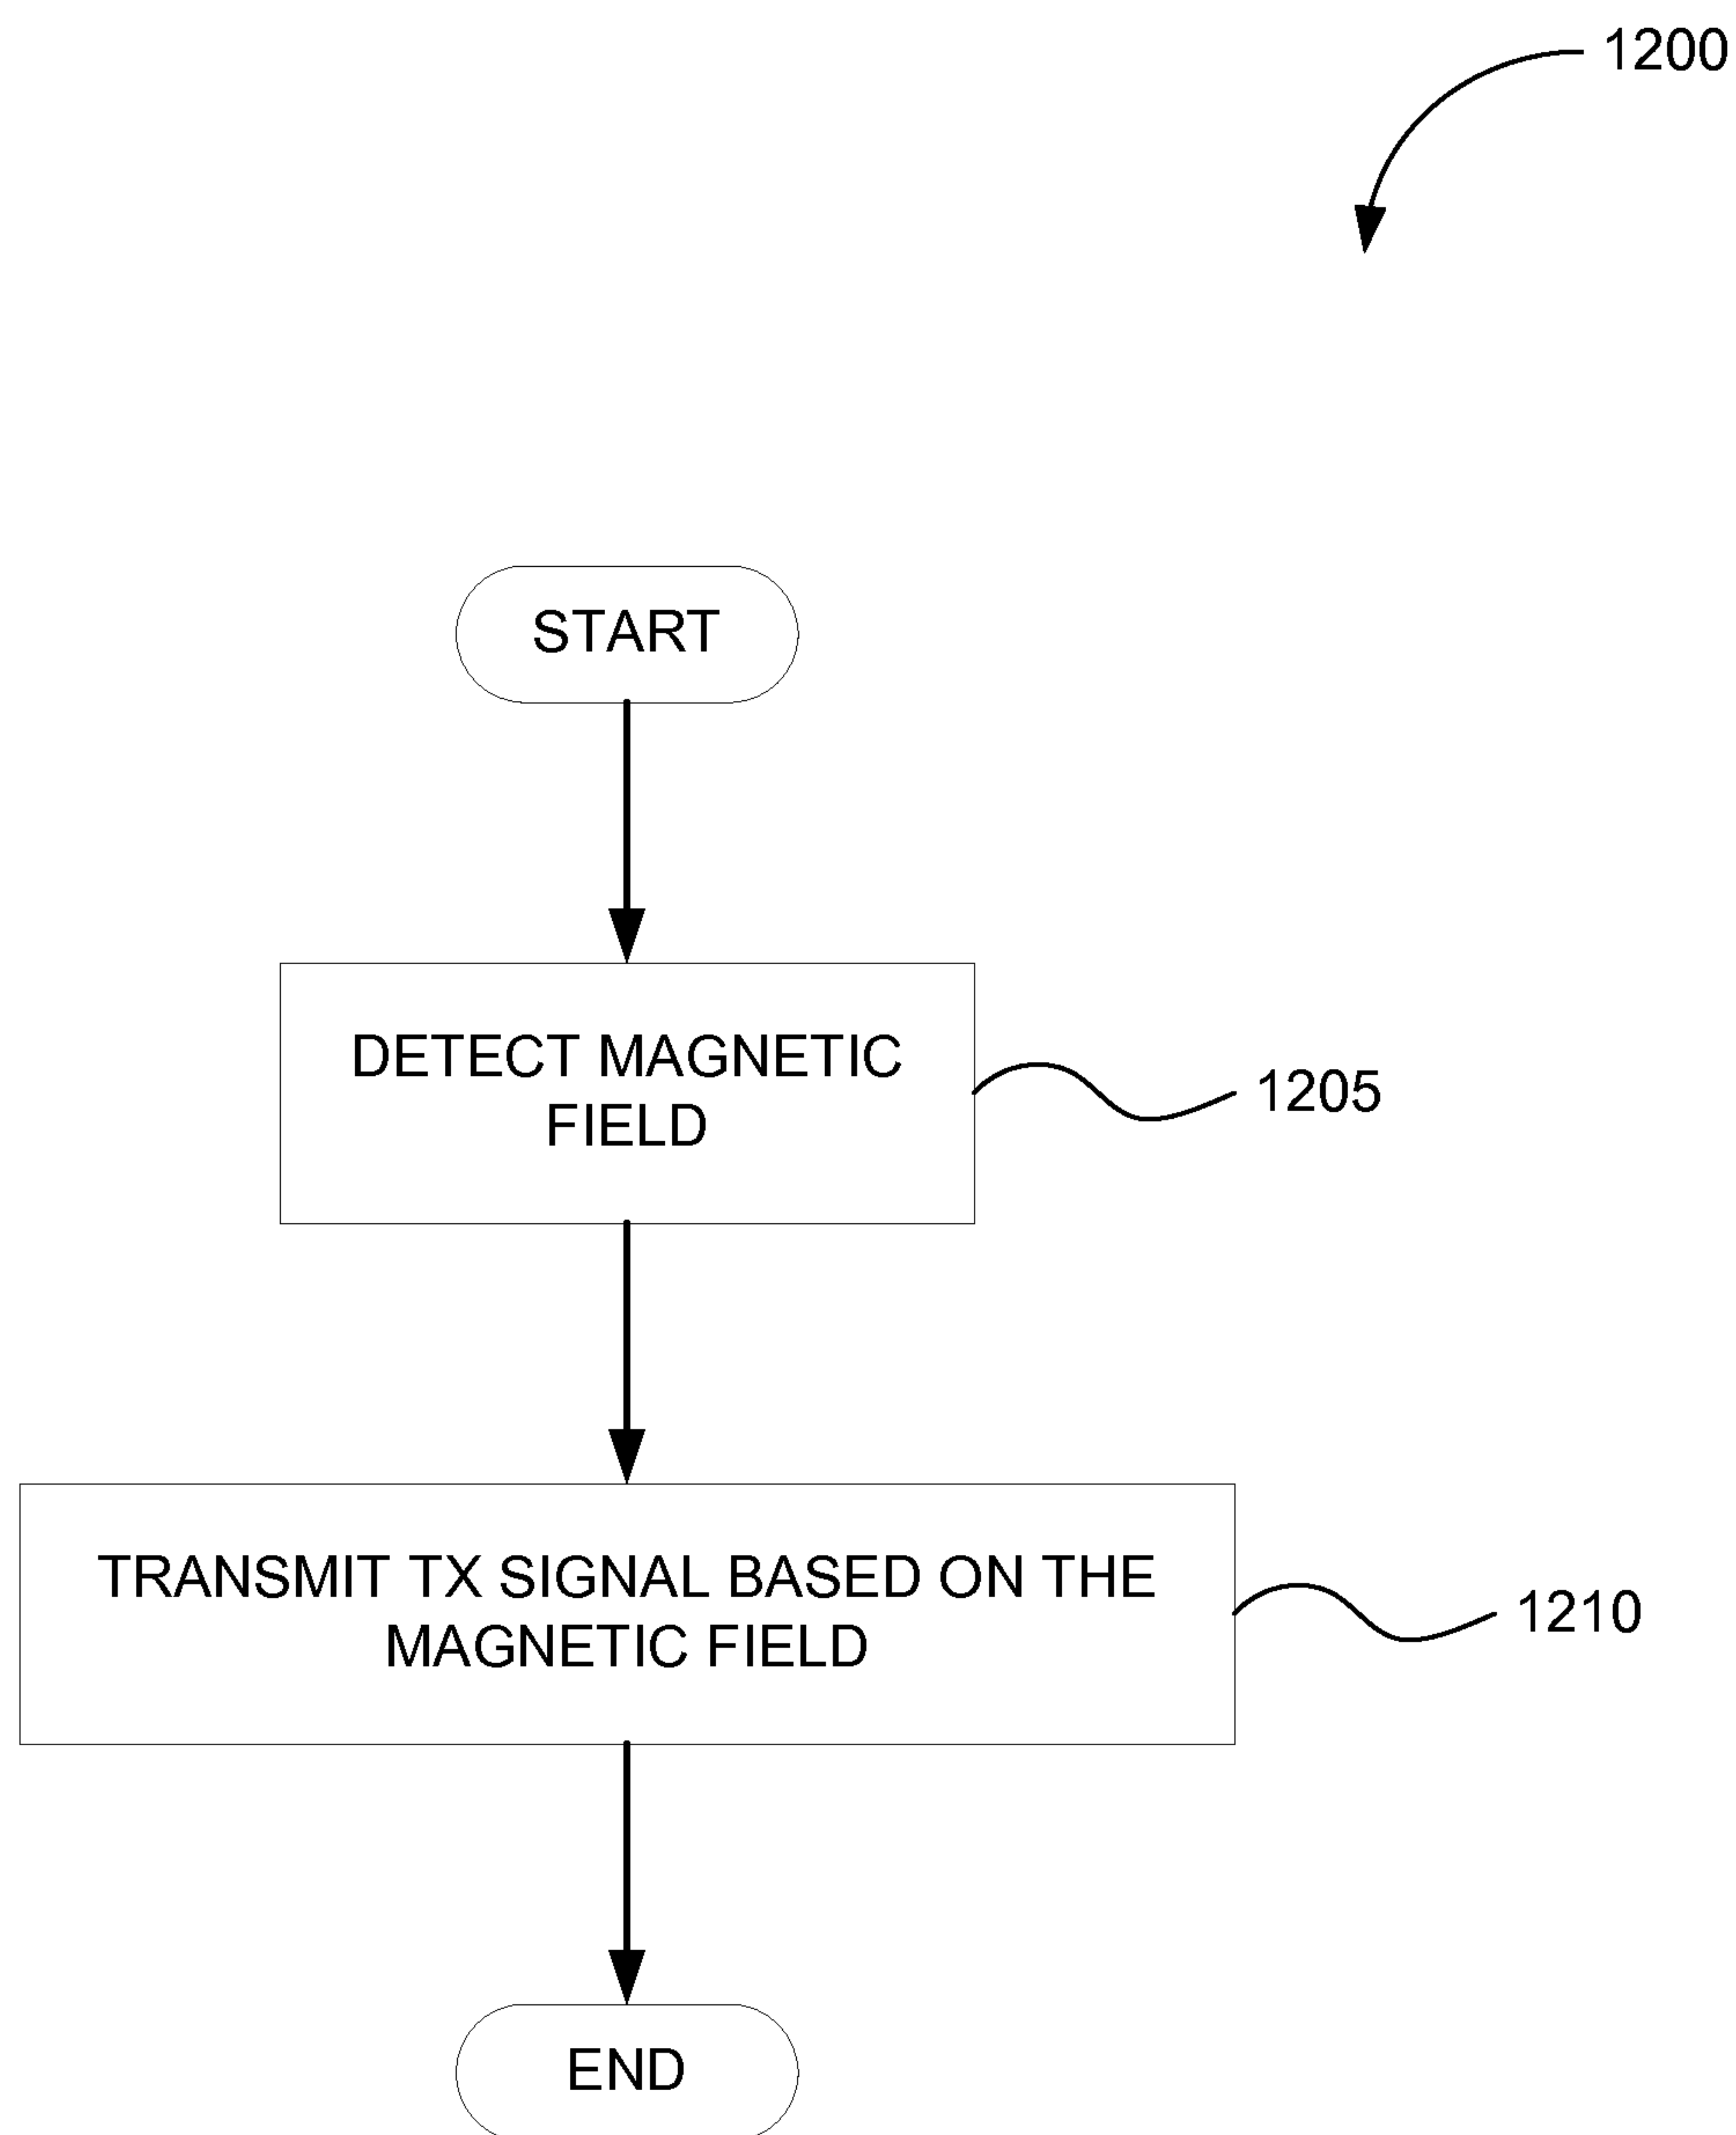 1200
START
DETECT MAGNETIC
FIELD
1205
TRANSMIT TX SIGNAL BASED ON THE
MAGNETIC FIELD
1210
END